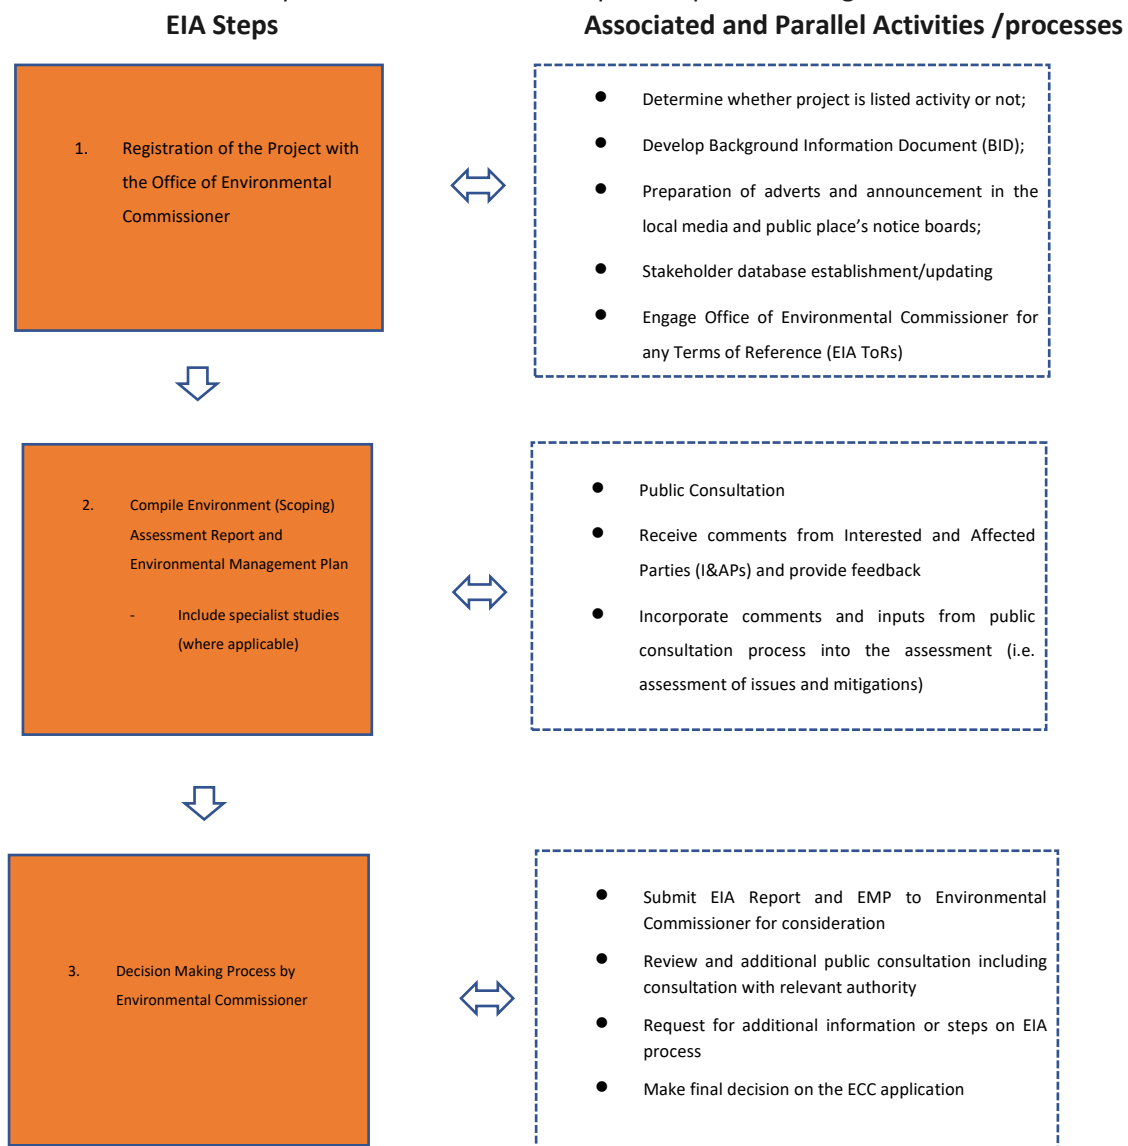 EIA Steps
Associated and Parallel Activities /processes
1. Registration of the Project with
the Office of Environmental
Commissioner
● Determine whether project is listed activity or not;
● Develop Background Information Document (BID);
● Preparation of adverts and announcement in the
local media and public place’s notice boards;
● Stakeholder database establishment/updating
● Engage Office of Environmental Commissioner for
any Terms of Reference (EIA ToRs)
2. Compile Environment (Scoping)
Assessment Report and
Environmental Management Plan
- Include specialist studies
(where applicable)
● Public Consultation
● Receive comments from Interested and Affected
Parties (I&APs) and provide feedback
● Incorporate comments and inputs from public
consultation process into the assessment (i.e.
assessment of issues and mitigations)
3. Decision Making Process by
Environmental Commissioner
● Submit EIA Report and EMP to Environmental
Commissioner for consideration
● Review and additional public consultation including
consultation with relevant authority
● Request for additional information or steps on EIA
process
● Make final decision on the ECC application